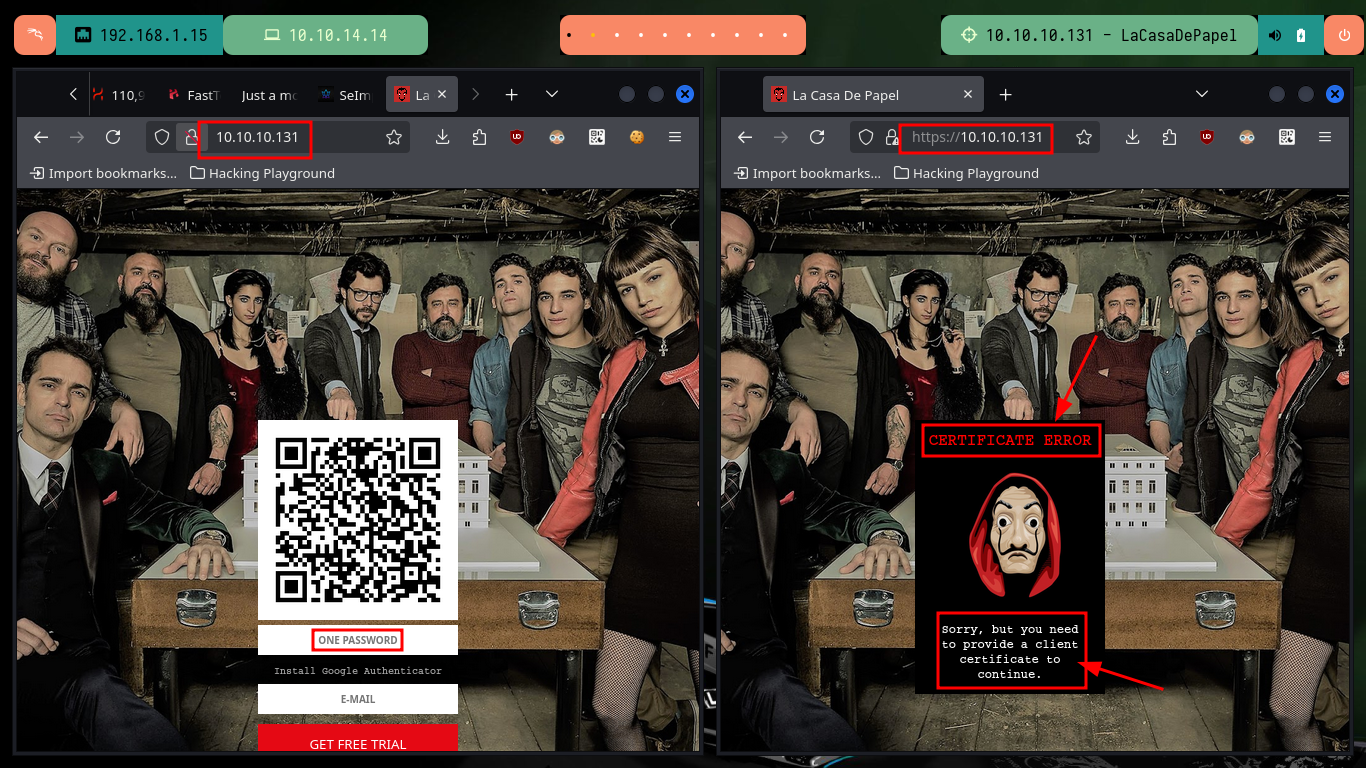 192.168.1.15
10.10.14.14
10.10.10.131 - LaCasaDePapel
110,9
FastT
Just a mo
SeIm
La
10.10.10.131
Import bookmarks...
Hacking Playground
ONE PASSWORD
Install Google Authenticator
E-MAIL
GET FREE TRIAL
La Casa De Papel
https://10.10.10.131
Import bookmarks...
Hacking Playground
CERTIFICATE ERROR
Sorry, but you need
to provide a client
certificate to
continue.